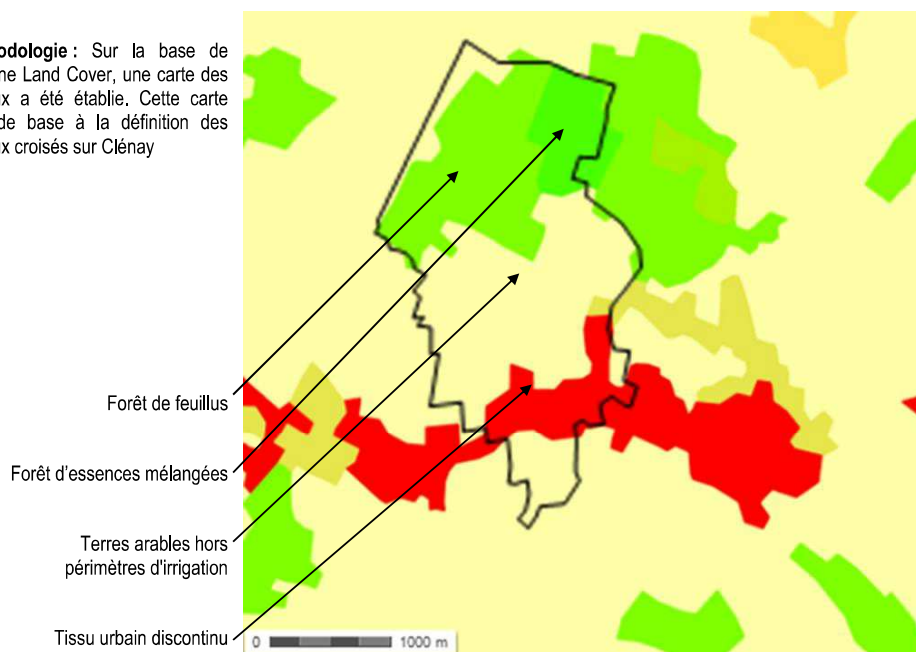 odologie : Sur la base de
ne Land Cover, une carte des
ux a été établie. Cette carte
de base à la définition des
ux croisés sur Clénay
Forêt de feuillus
Forêt d'essences mélangées
Terres arables hors
périmètres d'irrigation
Tissu urbain discontinu
0 1000 m